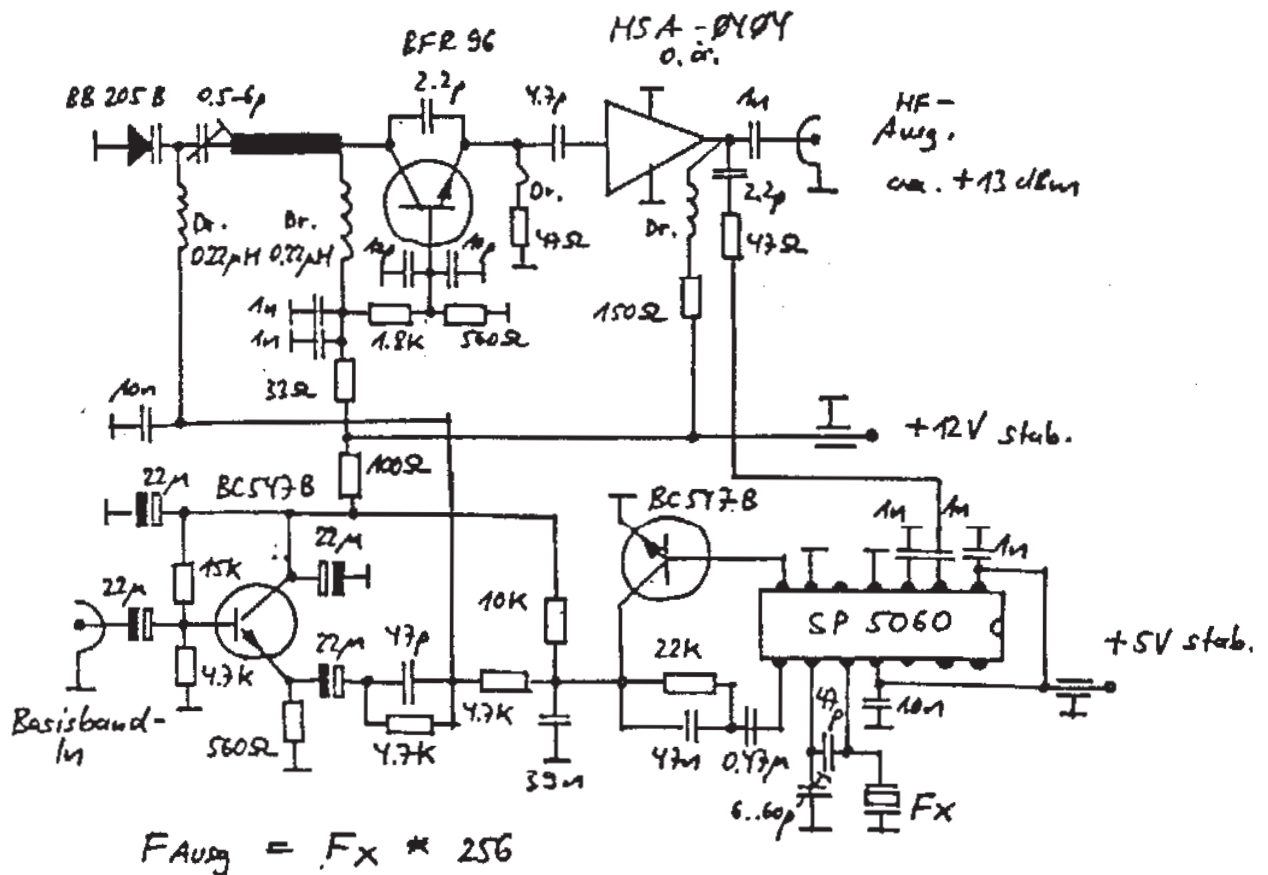 BFR 96
MSA-0404
o. ä.
BB 205 B
0.5-6p
2.2p
4.7p
1n
HF-
Ausg.
ca. +13 dBm
Dr.
0.22µH
Dr.
0.22µH
Dr.
47Ω
Dr.
2.2p
47Ω
10p
1n
1n
1.8K
560Ω
150Ω
33Ω
10n
+12V stab.
100Ω
22µ
BC547B
BC547B
22µ
1n
1n
1n
15K
22µ
10K
SP 5060
+5V stab.
22µ
47p
22K
4.7K
4.7K
47p
10n
Basisband-
In
560Ω
4.7K
39n
47n
0.47µ
6..60p
Fx
FAusg = Fx * 256